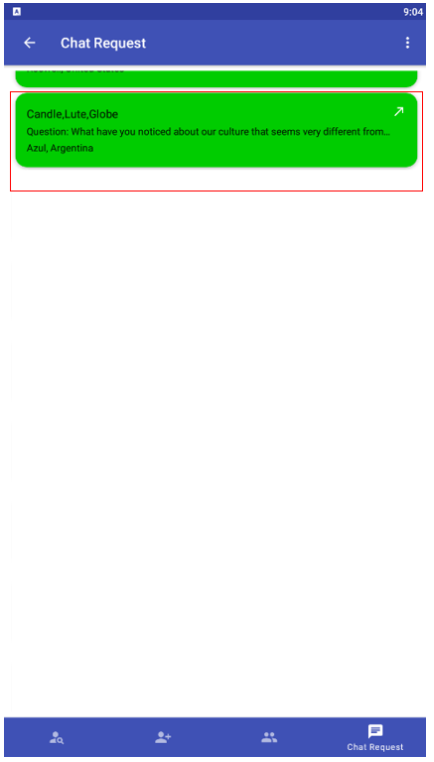 A
9:04
Chat Request
Candle,Lute,Globe
Question: What have you noticed about our culture that seems very different from...
Azul, Argentina
Chat Request